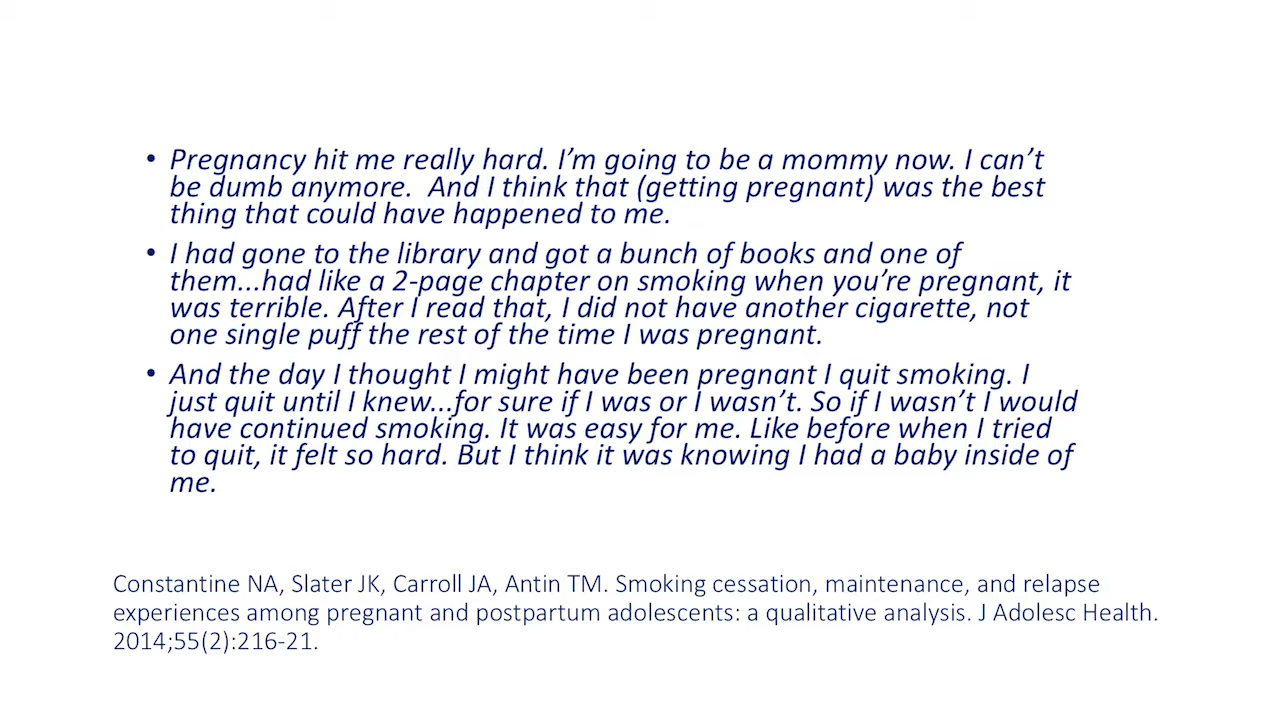 • Pregnancy hit me really hard. I’m going to be a mommy now. I can’t
be dumb anymore.  And I think that (getting pregnant) was the best
thing that could have happened to me.
• I had gone to the library and got a bunch of books and one of
them...had like a 2-page chapter on smoking when you’re pregnant, it
was terrible. After I read that, I did not have another cigarette, not
one single puff the rest of the time I was pregnant.
• And the day I thought I might have been pregnant I quit smoking. I
just quit until I knew...for sure if I was or I wasn’t. So if I wasn’t I would
have continued smoking. It was easy for me. Like before when I tried
to quit, it felt so hard. But I think it was knowing I had a baby inside of
me.
Constantine NA, Slater JK, Carroll JA, Antin TM. Smoking cessation, maintenance, and relapse
experiences among pregnant and postpartum adolescents: a qualitative analysis. J Adolesc Health.
2014;55(2):216-21.